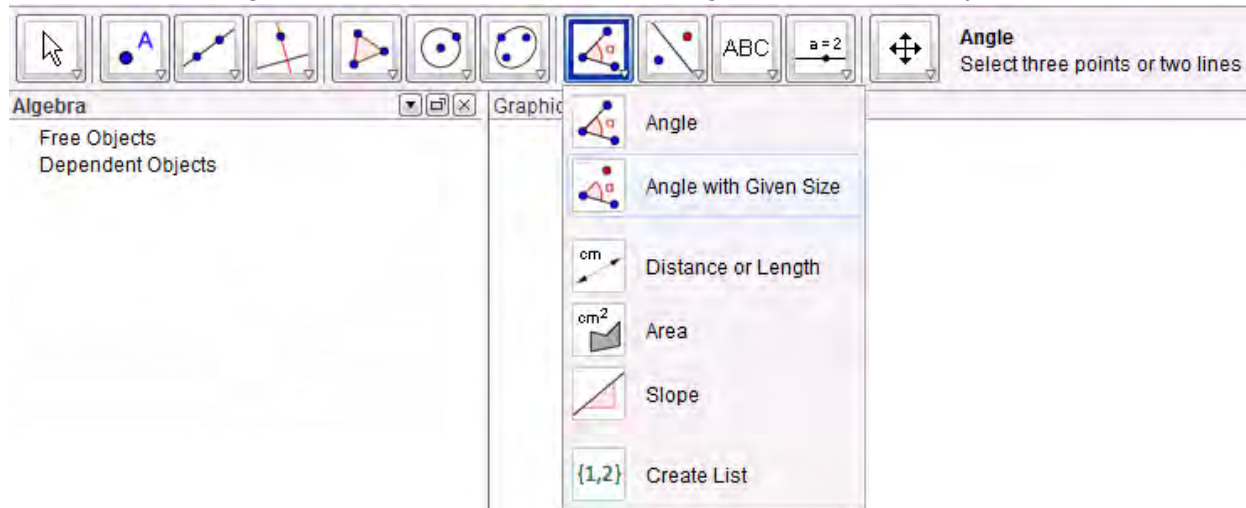 A
α
ABC
a = 2
Angle
Select three points or two lines
Algebra
Graphic
Free Objects
Dependent Objects
α
Angle
α
Angle with Given Size
cm
Distance or Length
cm²
Area
Slope
{1,2}
Create List